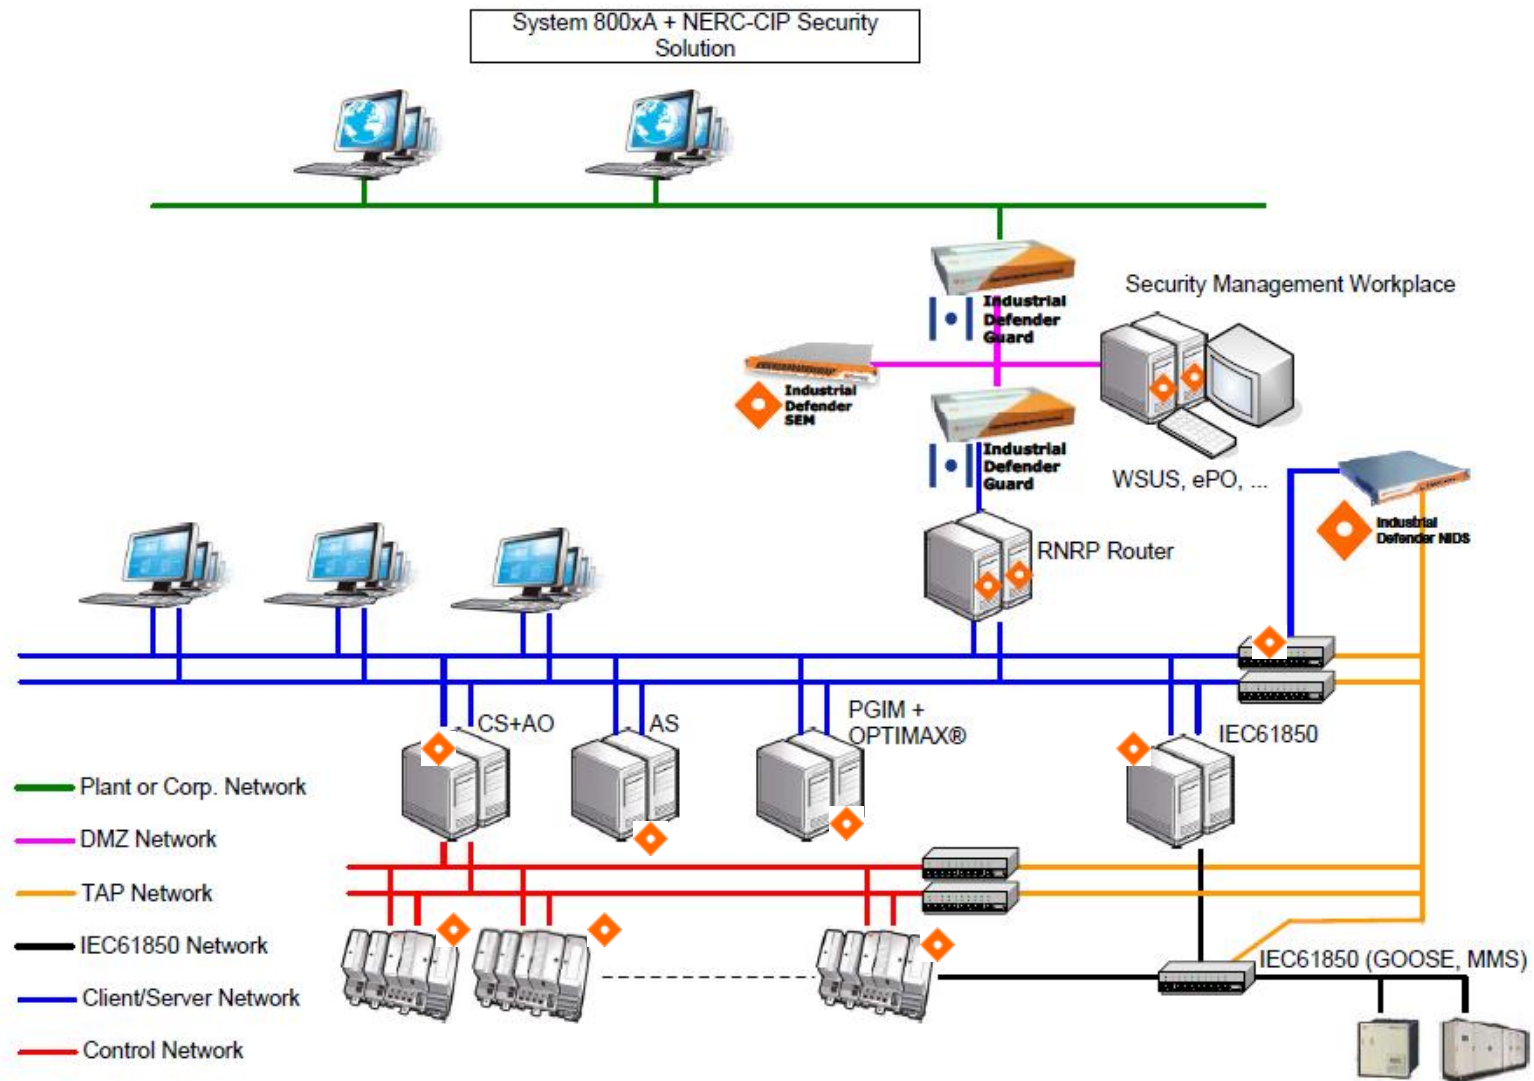 System 800xA + NERC-CIP Security
Solution
Industrial
Defender
Guard
Security Management Workplace
Industrial
Defender
SEM
Industrial
Defender
Guard
WSUS, ePO, ...
Industrial
Defender NIDS
RNRP Router
CS+AO
AS
PGIM +
OPTIMAX®
IEC61850
Plant or Corp. Network
DMZ Network
TAP Network
IEC61850 Network
Client/Server Network
Control Network
IEC61850 (GOOSE, MMS)